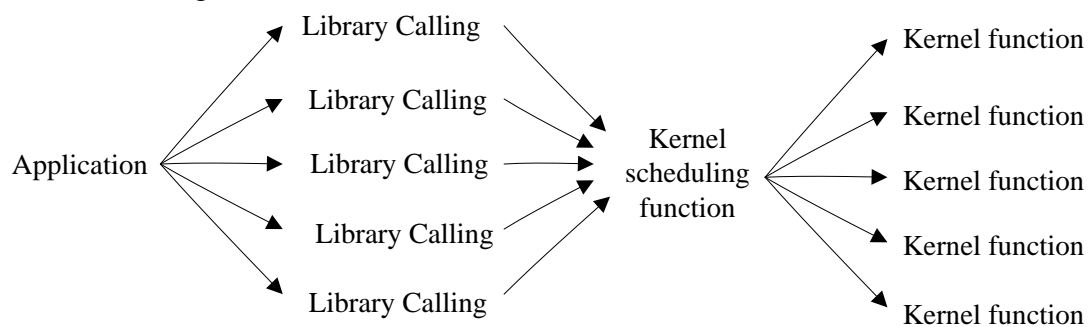 Library Calling
Library Calling
Library Calling
Library Calling
Library Calling
Application
Kernel
scheduling
function
Kernel function
Kernel function
Kernel function
Kernel function
Kernel function